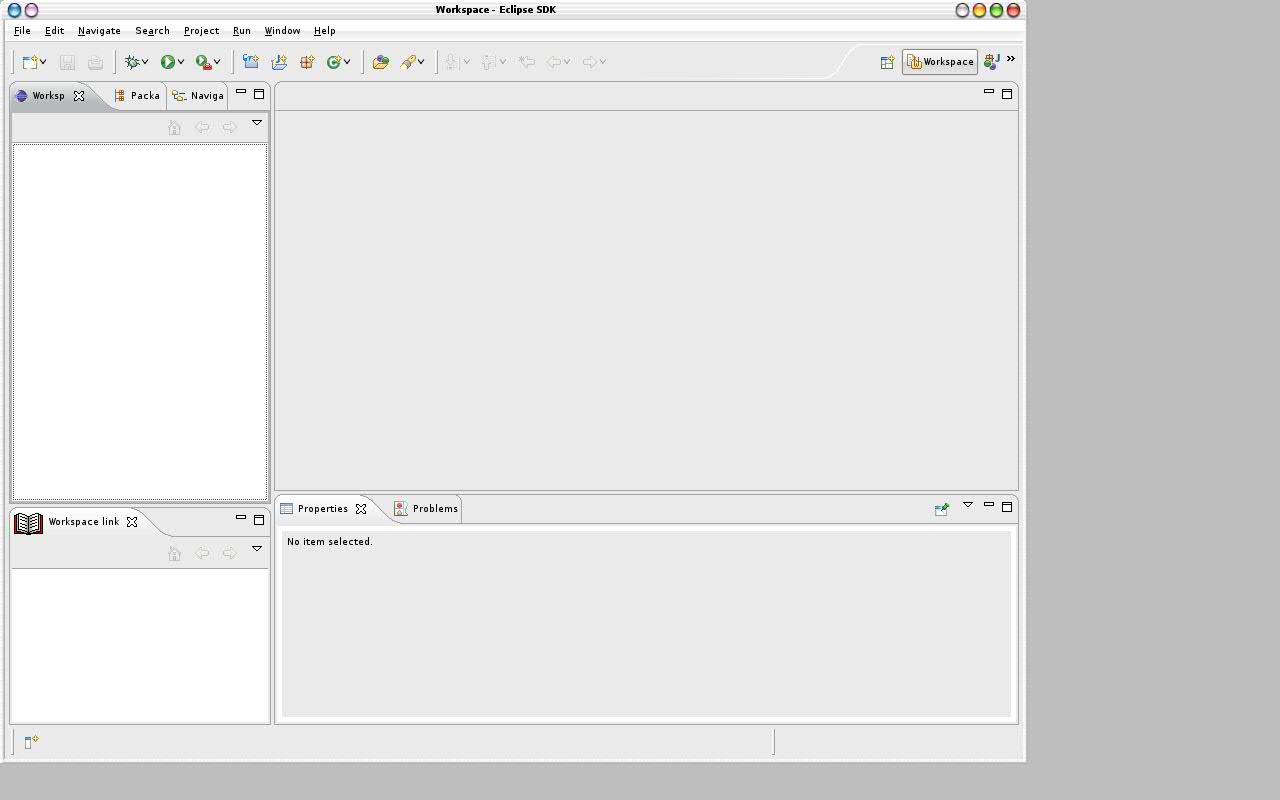 Workspace - Eclipse SDK
File Edit Navigate Search Project Run Window Help
Workspace
J
Worksp Packa Naviga
Properties Problems
No item selected.
Workspace link